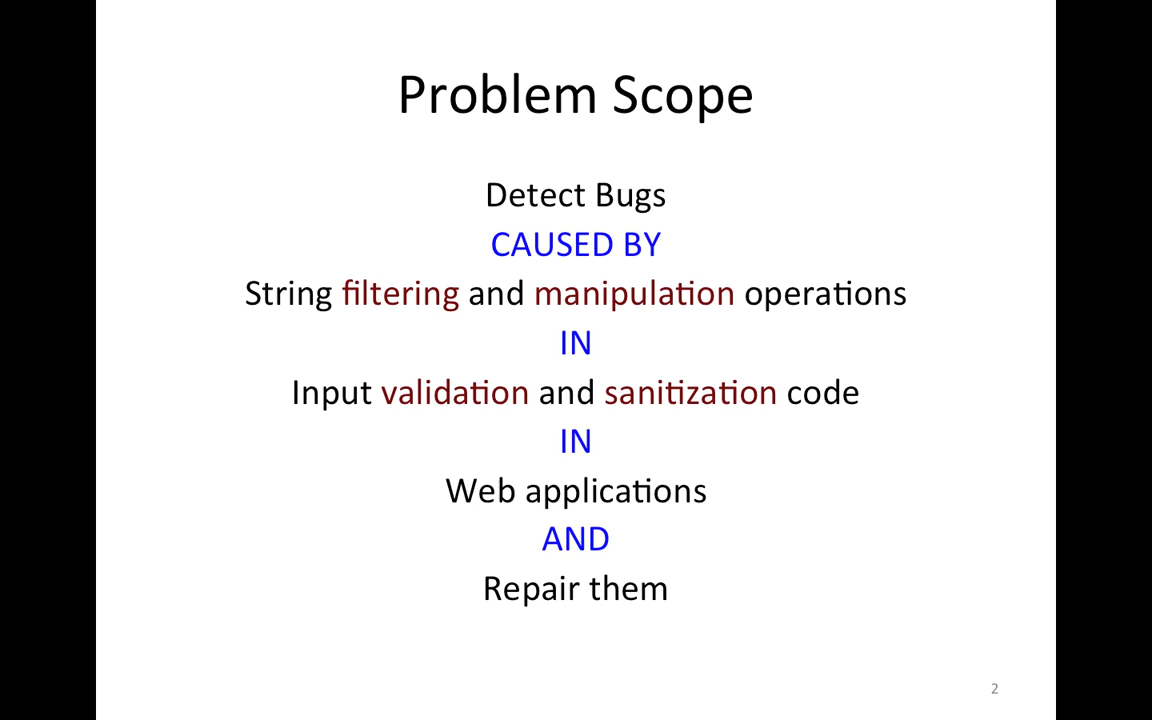 Problem Scope
Detect Bugs
CAUSED BY
String filtering and manipulation operations
IN
Input validation and sanitization code
IN
Web applications
AND
Repair them
2